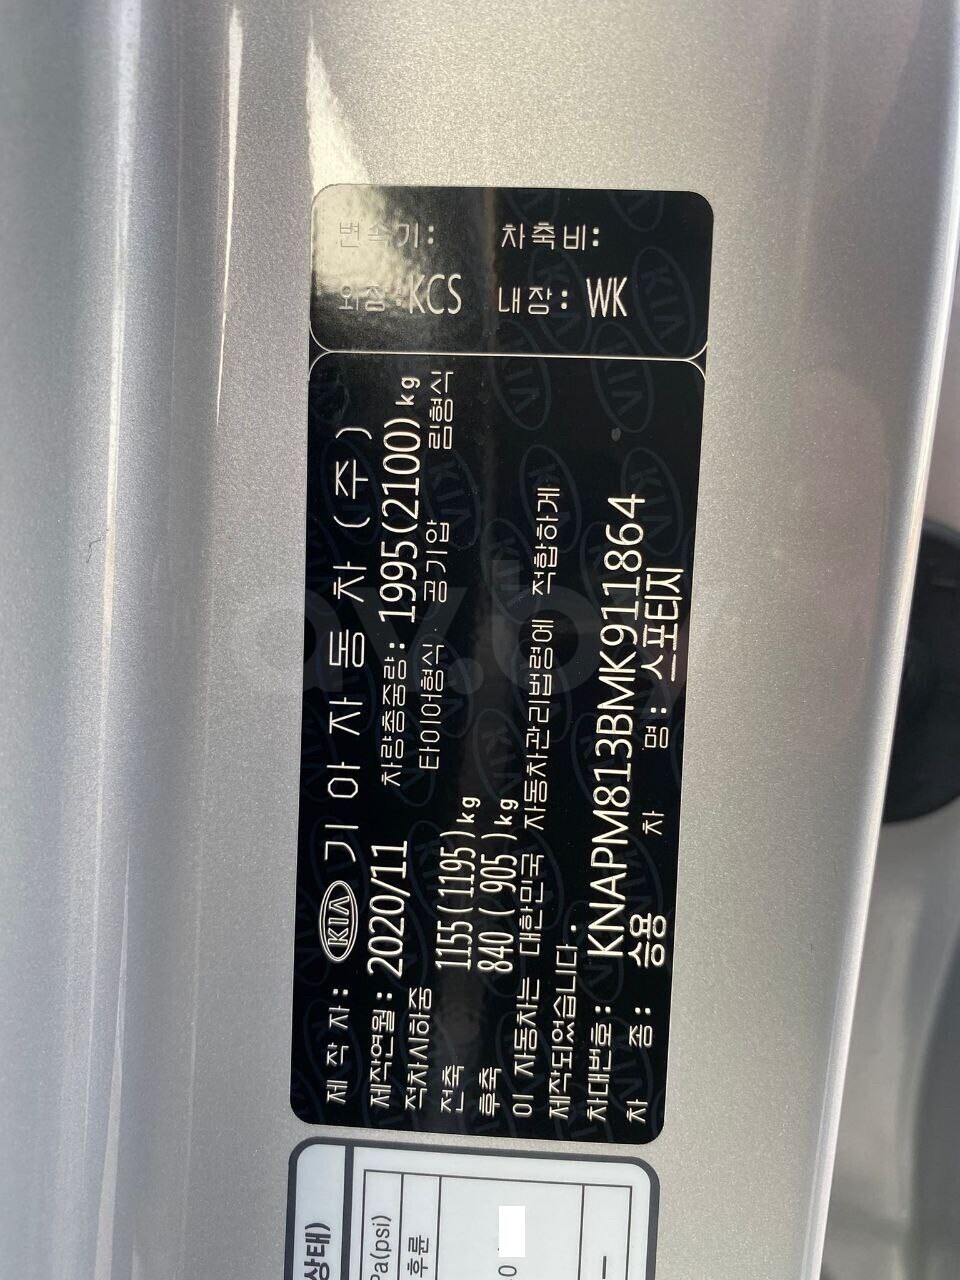 변속기: 차축비:
외장: KCS 내장: WK
제 작 자: KIA 기 아 자 동 차 (주)
제작연월: 2020/11 차량총중량: 1995(2100)kg
적차시하중 타이어형식 공기압 림형식
전축 1155(1195)kg
후축 840( 905)kg
이 자동차는 대한민국 자동차관리법령에 적합하게
제작되었습니다.
차대번호: KNAPM813BMK911864
차 종: 승용 차 명: 스포티지
상태)
Pa(psi)
후륜
av.by